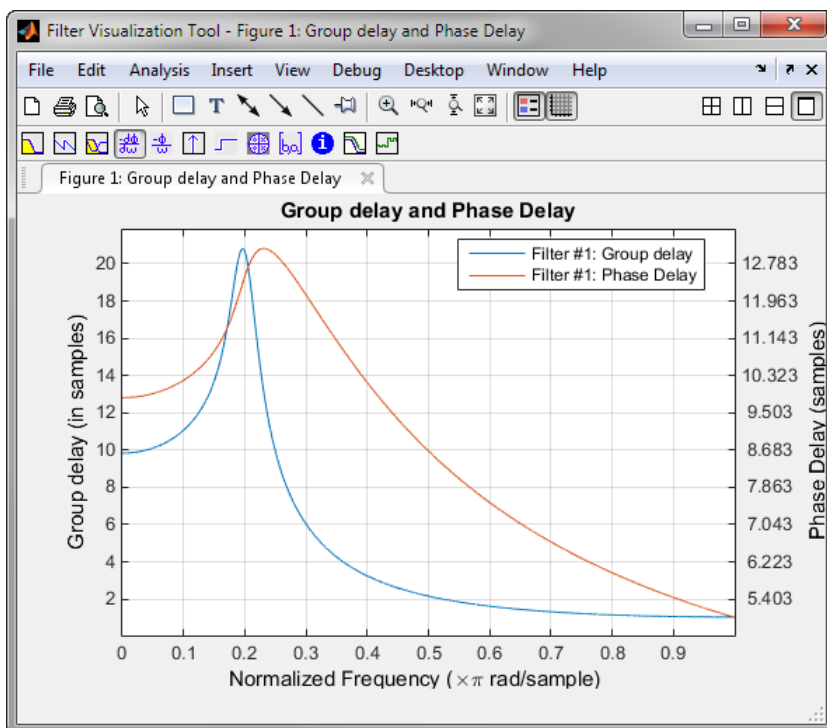 Filter Visualization Tool - Figure 1: Group delay and Phase Delay
File Edit Analysis Insert View Debug Desktop Window Help
Figure 1: Group delay and Phase Delay
Group delay and Phase Delay
Filter #1: Group delay
Filter #1: Phase Delay
Group delay (in samples)
20
18
16
14
12
10
8
6
4
2
12.783
11.963
11.143
10.323
9.503
8.683
7.863
7.043
6.223
5.403
Phase Delay (samples)
0 0.1 0.2 0.3 0.4 0.5 0.6 0.7 0.8 0.9
Normalized Frequency (×π rad/sample)